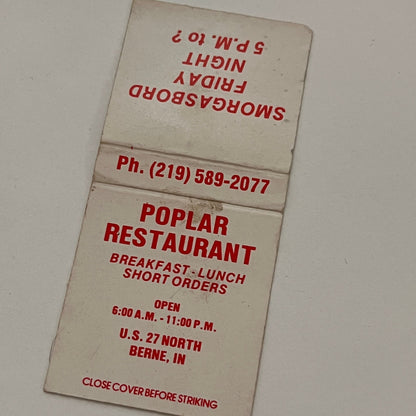 SMORGASBORD
FRIDAY
NIGHT
5 P.M. to ?
Ph. (219) 589-2077
POPLAR
RESTAURANT
BREAKFAST - LUNCH
SHORT ORDERS
OPEN
6:00 A.M. - 11:00 P.M.
U.S. 27 NORTH
BERNE, IN
CLOSE COVER BEFORE STRIKING